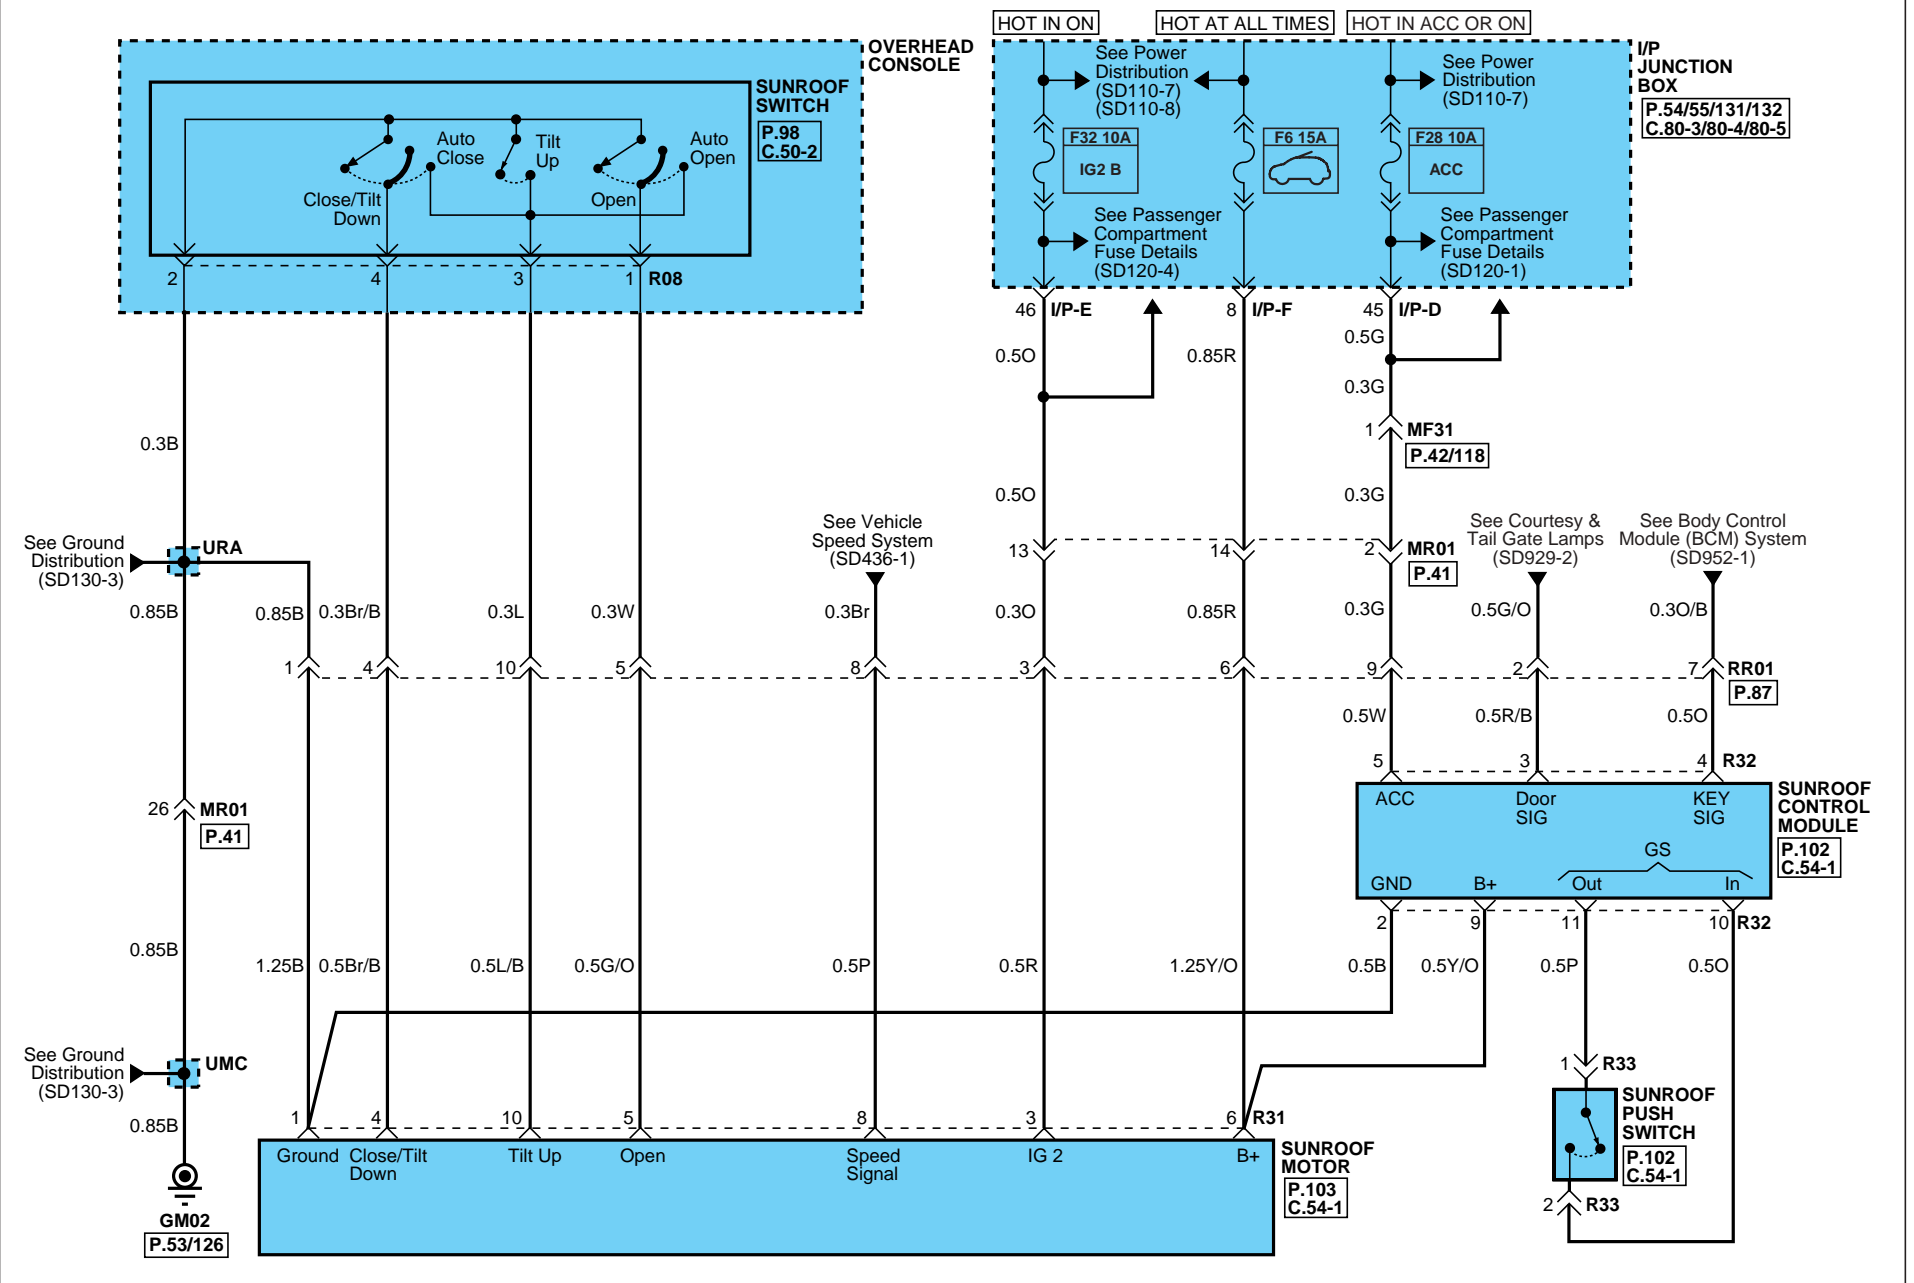 HOT IN ON
HOT AT ALL TIMES
HOT IN ACC OR ON
OVERHEAD
CONSOLE
SUNROOF
SWITCH
P.98
C.50-2
Auto
Close
Tilt
Up
Auto
Open
Close/Tilt
Down
Open
2
4
3
1
R08
I/P
JUNCTION
BOX
P.54/55/131/132
C.80-3/80-4/80-5
See Power
Distribution
(SD110-7)
(SD110-8)
See Power
Distribution
(SD110-7)
F32 10A
IG2 B
F6 15A
F28 10A
ACC
See Passenger
Compartment
Fuse Details
(SD120-4)
See Passenger
Compartment
Fuse Details
(SD120-1)
46
I/P-E
8
I/P-F
45
I/P-D
0.5O
0.85R
0.5G
0.3G
1
MF31
P.42/118
0.3B
0.5O
0.3G
See Vehicle
Speed System
(SD436-1)
See Courtesy &
Tail Gate Lamps
(SD929-2)
See Body Control
Module (BCM) System
(SD952-1)
See Ground
Distribution
(SD130-3)
URA
13
14
2
MR01
P.41
0.85B
0.85B
0.3Br/B
0.3L
0.3W
0.3Br
0.3O
0.85R
0.3G
0.5G/O
0.3O/B
1
4
10
5
8
3
6
9
2
7
RR01
P.87
0.5W
0.5R/B
0.5O
5
3
4
R32
ACC
Door
SIG
KEY
SIG
SUNROOF
CONTROL
MODULE
P.102
C.54-1
GS
GND
B+
Out
In
2
9
11
10
R32
26
MR01
P.41
0.85B
1.25B
0.5Br/B
0.5L/B
0.5G/O
0.5P
0.5R
1.25Y/O
0.5B
0.5Y/O
0.5P
0.5O
See Ground
Distribution
(SD130-3)
UMC
0.85B
1
R33
SUNROOF
PUSH
SWITCH
P.102
C.54-1
2
R33
1
4
10
5
8
3
6
R31
Ground
Close/Tilt
Down
Tilt Up
Open
Speed
Signal
IG 2
B+
SUNROOF
MOTOR
P.103
C.54-1
GM02
P.53/126